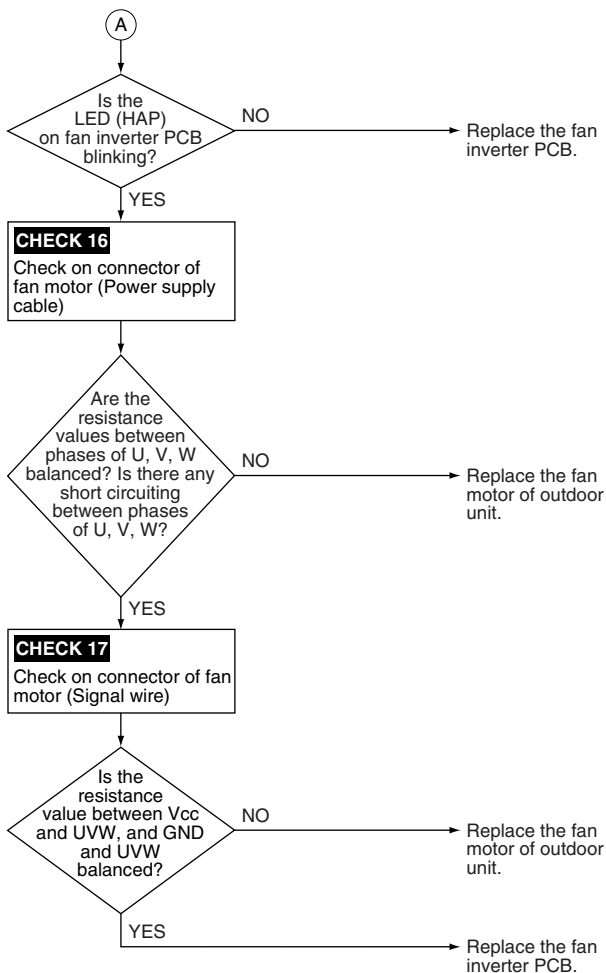 A
Is the
LED (HAP)
on fan inverter PCB
blinking?
NO
Replace the fan
inverter PCB.
YES
CHECK 16
Check on connector of
fan motor (Power supply
cable)
Are the
resistance
values between
phases of U, V, W
balanced? Is there any
short circuiting
between phases
of U, V, W?
NO
Replace the fan
motor of outdoor
unit.
YES
CHECK 17
Check on connector of fan
motor (Signal wire)
Is the
resistance
value between Vcc
and UVW, and GND
and UVW
balanced?
NO
Replace the fan
motor of outdoor
unit.
YES
Replace the fan
inverter PCB.